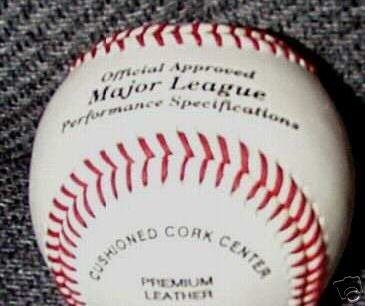 Official Approved
Major League
Performance Specifications
CUSHIONED CORK CENTER
PREMIUM
LEATHER